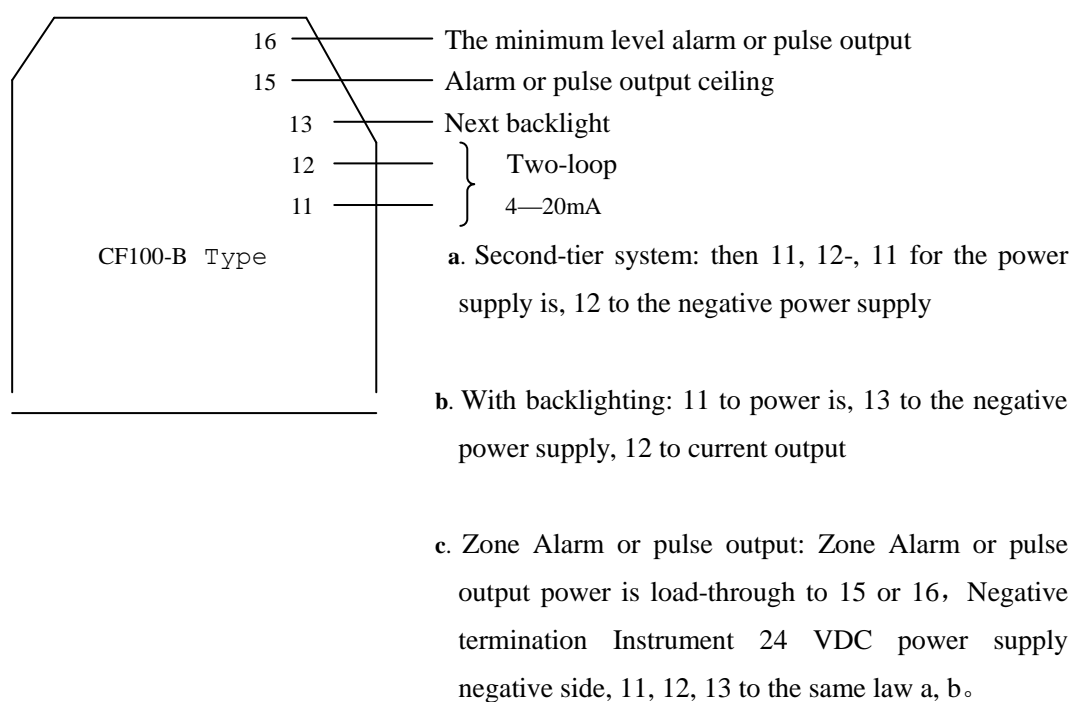 16 The minimum level alarm or pulse output
15 Alarm or pulse output ceiling
13 Next backlight
12 Two-loop
11 4—20mA
CF100-B Type
a. Second-tier system: then 11, 12-, 11 for the power
supply is, 12 to the negative power supply
b. With backlighting: 11 to power is, 13 to the negative
power supply, 12 to current output
c. Zone Alarm or pulse output: Zone Alarm or pulse
output power is load-through to 15 or 16，Negative
termination Instrument 24 VDC power supply
negative side, 11, 12, 13 to the same law a, b。